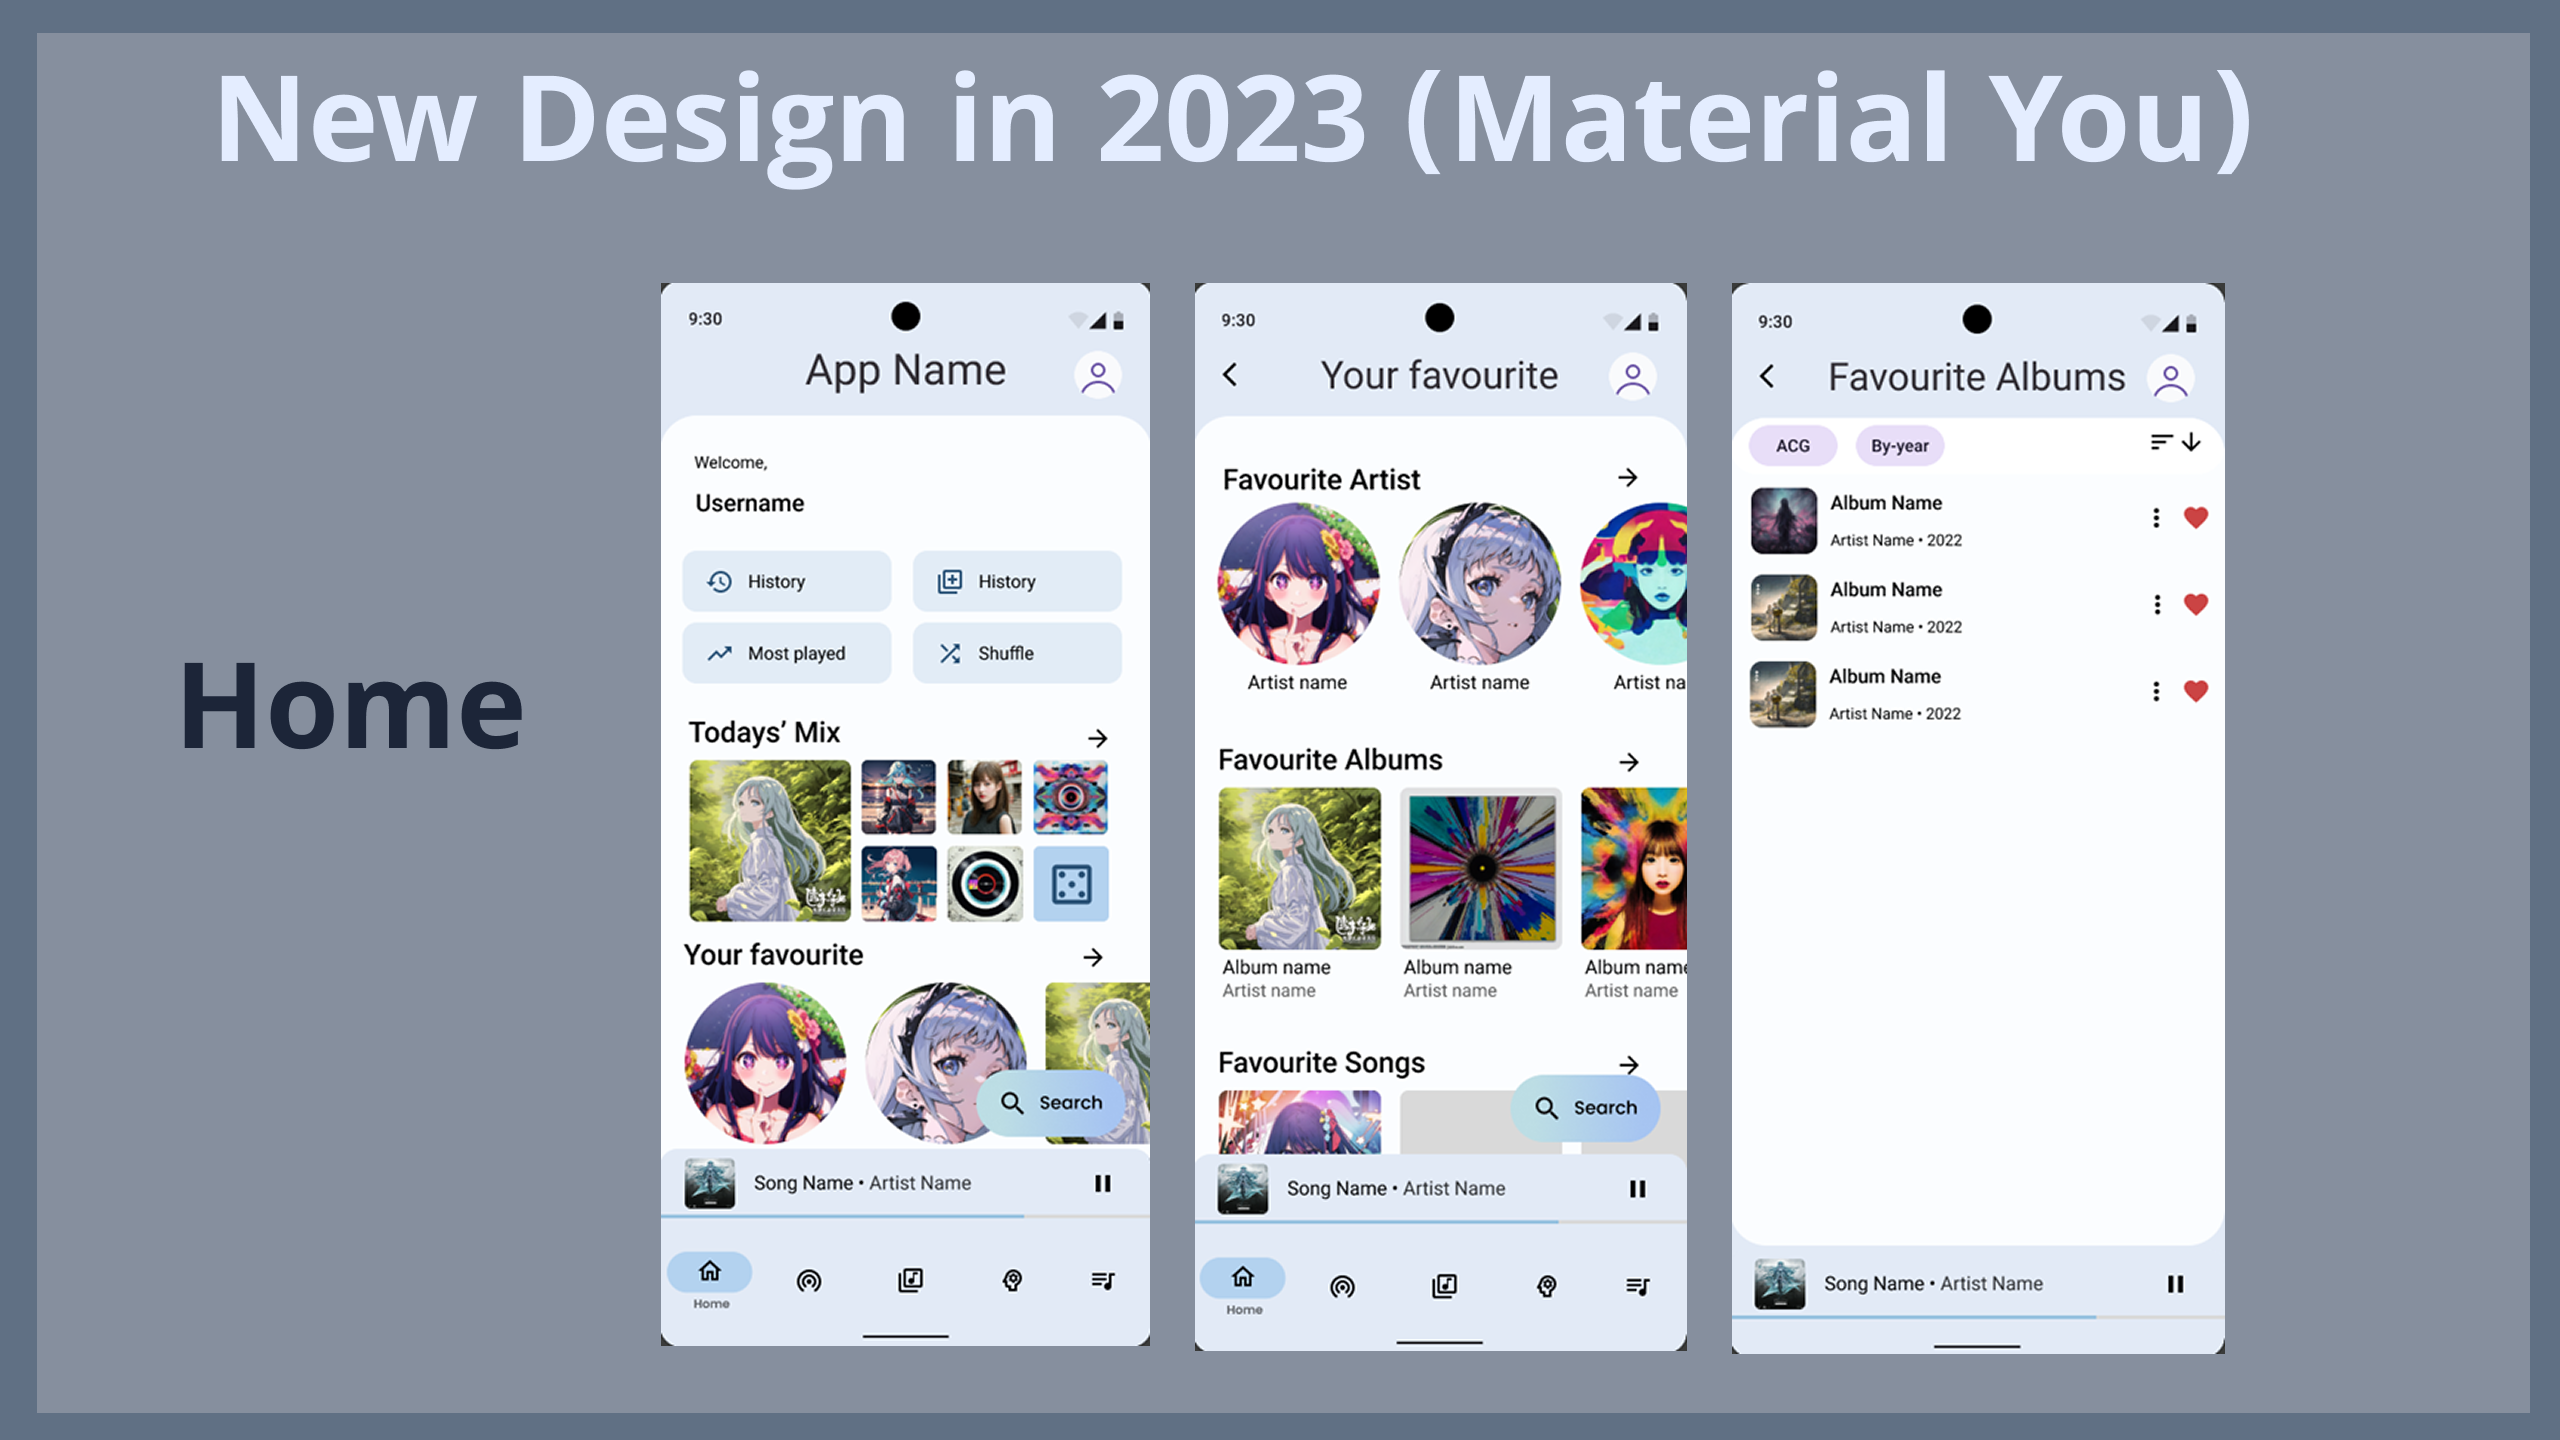 New Design in 2023 (Material You)
Home
9:30
App Name
Welcome,
Username
History
History
Most played
Shuffle
Todays’ Mix
Your favourite
Search
Song Name • Artist Name
Home
9:30
Your favourite
Favourite Artist
Artist name
Artist name
Artist na
Favourite Albums
Album name
Artist name
Album name
Artist name
Album name
Artist name
Favourite Songs
Search
Song Name • Artist Name
Home
9:30
Favourite Albums
ACG
By-year
Album Name
Artist Name • 2022
Album Name
Artist Name • 2022
Album Name
Artist Name • 2022
Song Name • Artist Name